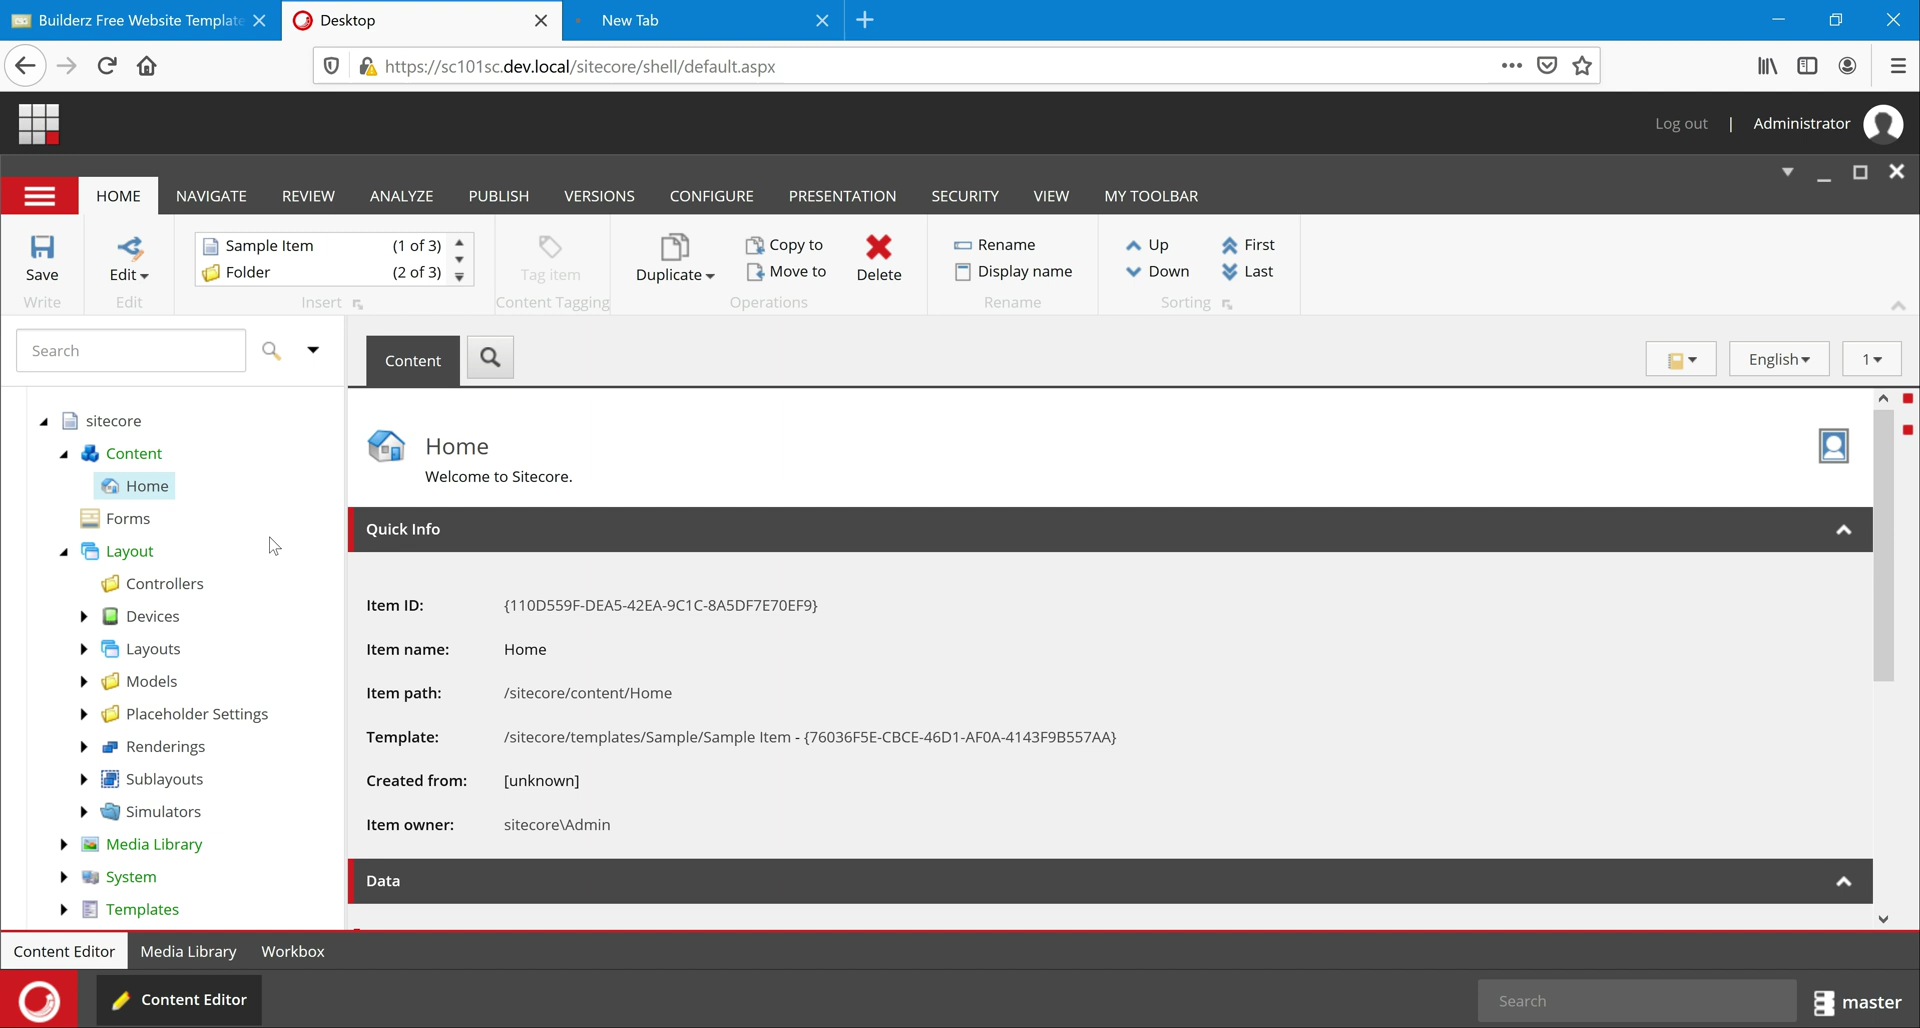 Builderz Free Website Template
Desktop
New Tab
https://sc101sc.dev.local/sitecore/shell/default.aspx
Log out | Administrator
HOME NAVIGATE REVIEW ANALYZE PUBLISH VERSIONS CONFIGURE PRESENTATION SECURITY VIEW MY TOOLBAR
Sample Item (1 of 3)
Folder (2 of 3)
Save
Edit
Tag item
Duplicate
Copy to
Move to
Delete
Rename
Display name
Up
Down
First
Last
Write
Edit
Insert
Content Tagging
Operations
Rename
Sorting
Search
Content
English
1
sitecore
Content
Home
Forms
Layout
Controllers
Devices
Layouts
Models
Placeholder Settings
Renderings
Sublayouts
Simulators
Media Library
System
Templates
Home
Welcome to Sitecore.
Quick Info
Item ID: {110D559F-DEA5-42EA-9C1C-8A5DF7E70EF9}
Item name: Home
Item path: /sitecore/content/Home
Template: /sitecore/templates/Sample/Sample Item - {76036F5E-CBCE-46D1-AF0A-4143F9B557AA}
Created from: [unknown]
Item owner: sitecore\Admin
Data
Content Editor Media Library Workbox
Content Editor
Search
master